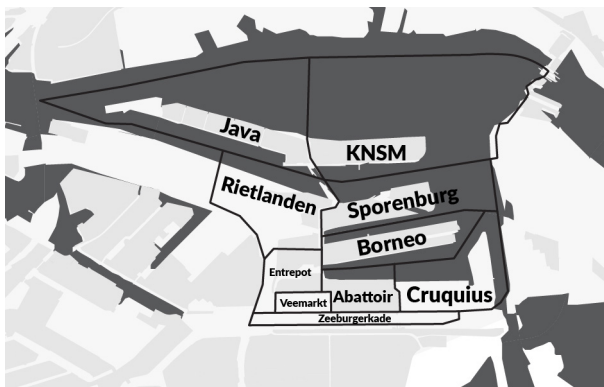 Java
KNSM
Rietlanden
Sporenburg
Borneo
Entrepot
Veemarkt
Abattoir
Cruquius
Zeeburgerkade